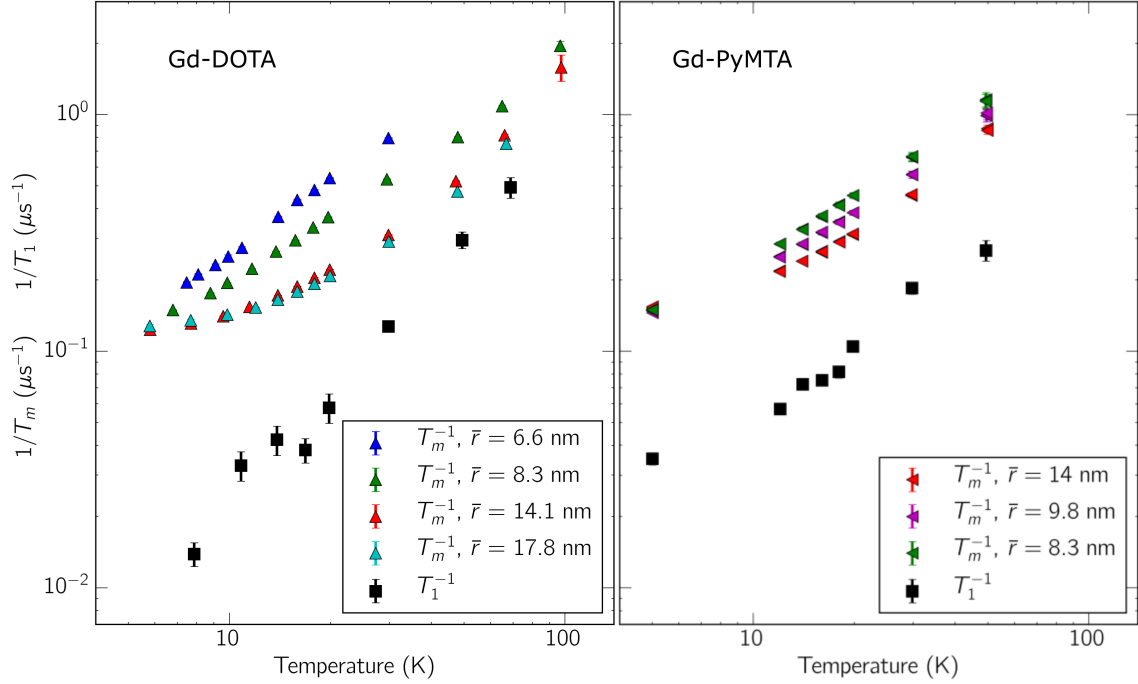 Gd-DOTA
Gd-PyMTA
1/T₁ (μs⁻¹)
1/Tₘ (μs⁻¹)
10⁰
10⁻¹
10⁻²
Tₘ⁻¹, r̄ = 6.6 nm
Tₘ⁻¹, r̄ = 8.3 nm
Tₘ⁻¹, r̄ = 14.1 nm
Tₘ⁻¹, r̄ = 17.8 nm
T₁⁻¹
Tₘ⁻¹, r̄ = 14 nm
Tₘ⁻¹, r̄ = 9.8 nm
Tₘ⁻¹, r̄ = 8.3 nm
T₁⁻¹
10 100
10 100
Temperature (K)
Temperature (K)